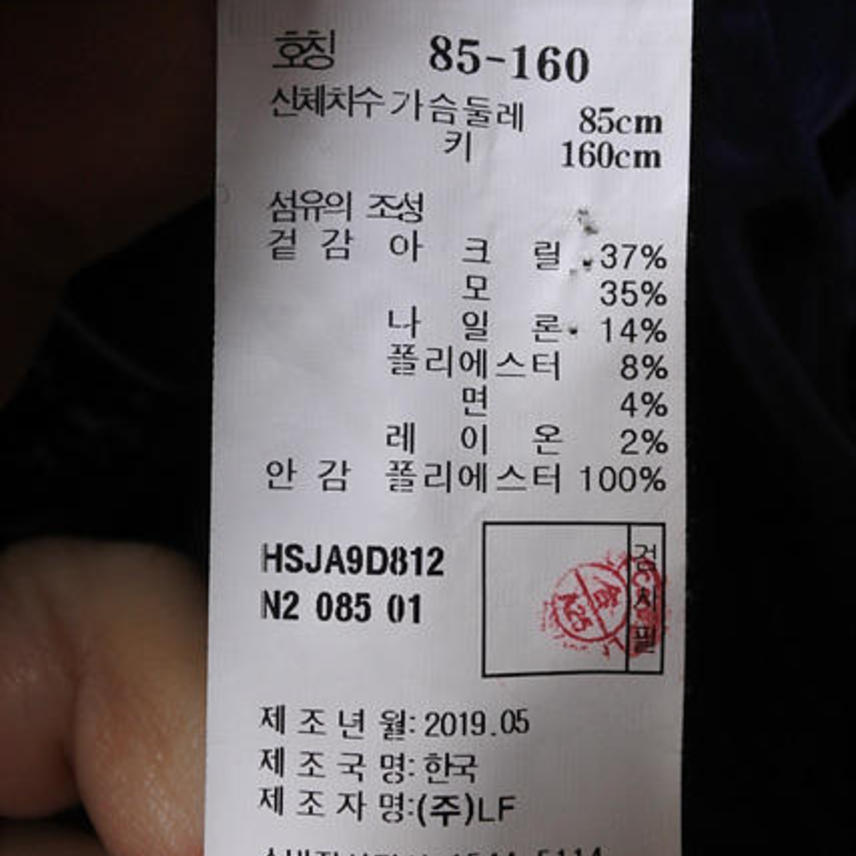 호칭 85-160
신체치수 가슴둘레 85cm
키 160cm
섬유의 조성
겉감 아크릴 37%
모 35%
나일론 14%
폴리에스터 8%
면 4%
레이온 2%
안감 폴리에스터 100%
HSJA9D812
N2 085 01
검사필
제조년월: 2019.05
제조국명: 한국
제조자명: (주)LF